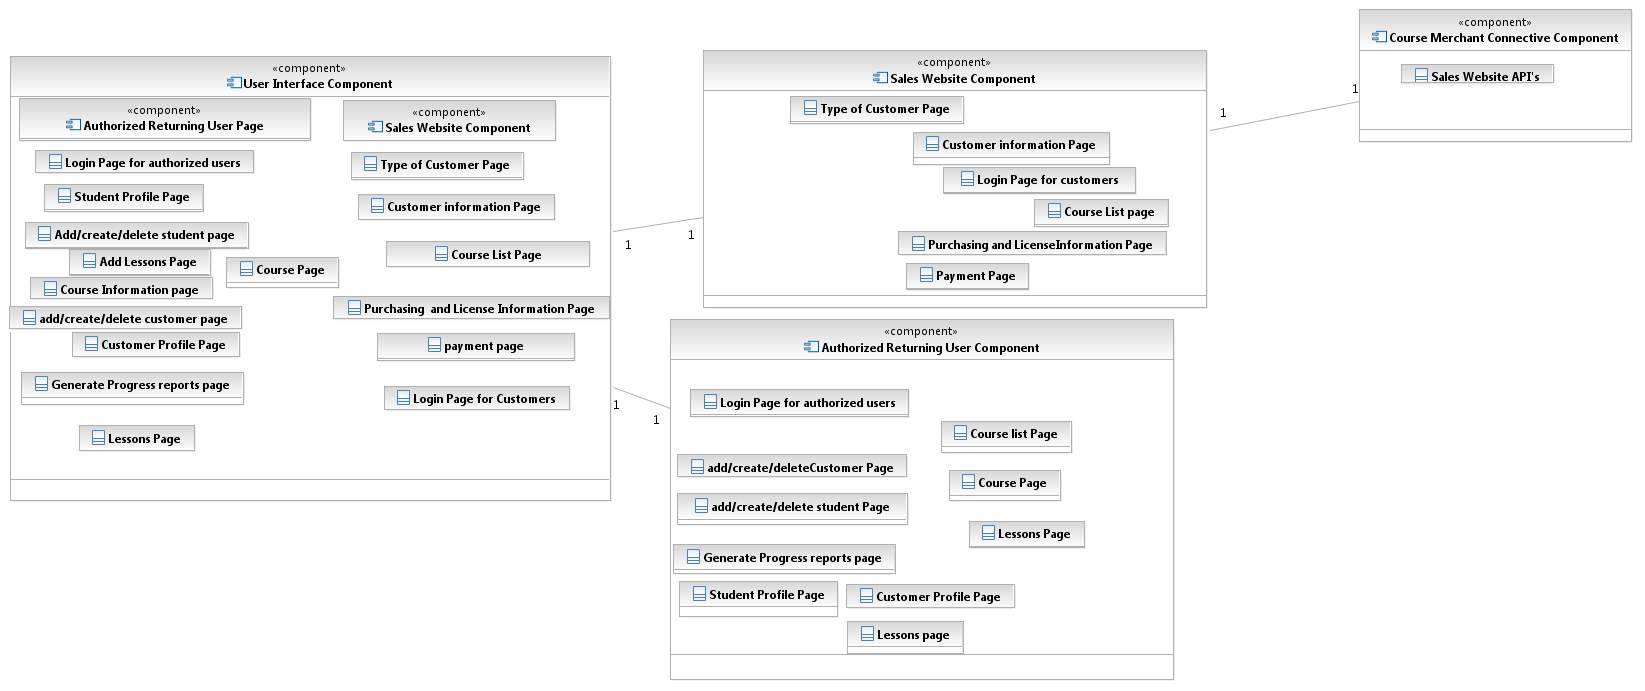 «component»
User Interface Component
«component»
Authorized Returning User Page
Login Page for authorized users
Student Profile Page
Add/create/delete student page
Add Lessons Page
Course Page
Course Information page
add/create/delete customer page
Customer Profile Page
Generate Progress reports page
Lessons Page
«component»
Sales Website Component
Type of Customer Page
Customer information Page
Course List Page
Purchasing and License Information Page
payment page
Login Page for Customers
1
1
1
1
«component»
Sales Website Component
Type of Customer Page
Customer information Page
Login Page for customers
Course List page
Purchasing and LicenseInformation Page
Payment Page
1
1
«component»
Course Merchant Connective Component
Sales Website API's
«component»
Authorized Returning User Component
Login Page for authorized users
Course list Page
add/create/deleteCustomer Page
Course Page
add/create/delete student Page
Lessons Page
Generate Progress reports page
Student Profile Page
Customer Profile Page
Lessons page